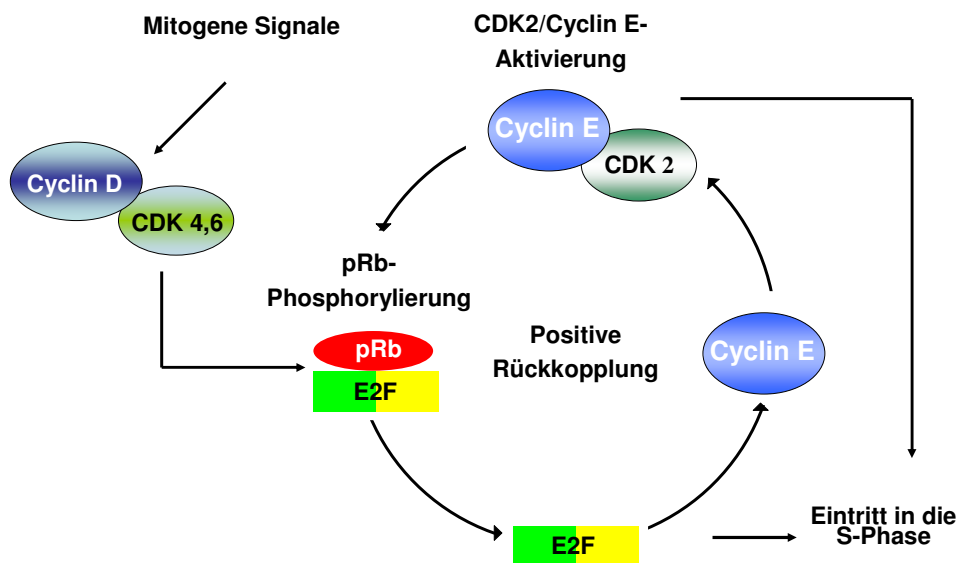 Mitogene Signale
CDK2/Cyclin E-
Aktivierung
Cyclin E
CDK 2
Cyclin D
CDK 4,6
pRb-
Phosphorylierung
pRb
E2F
Positive
Rückkopplung
Cyclin E
E2F
Eintritt in die
S-Phase